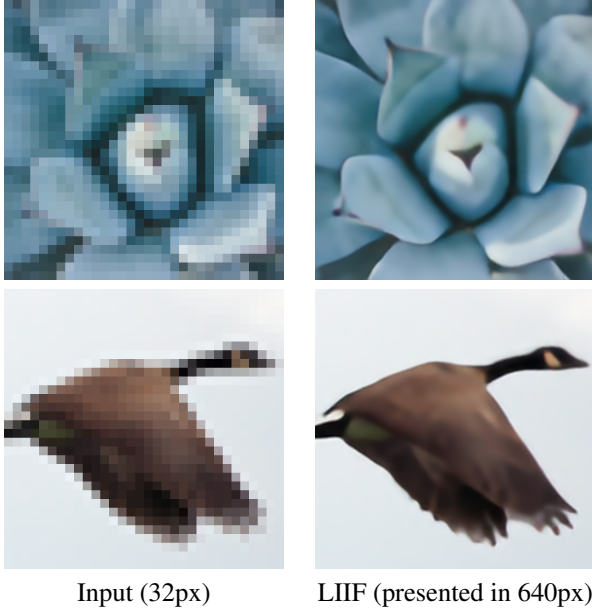 Input (32px)
LIIF (presented in 640px)